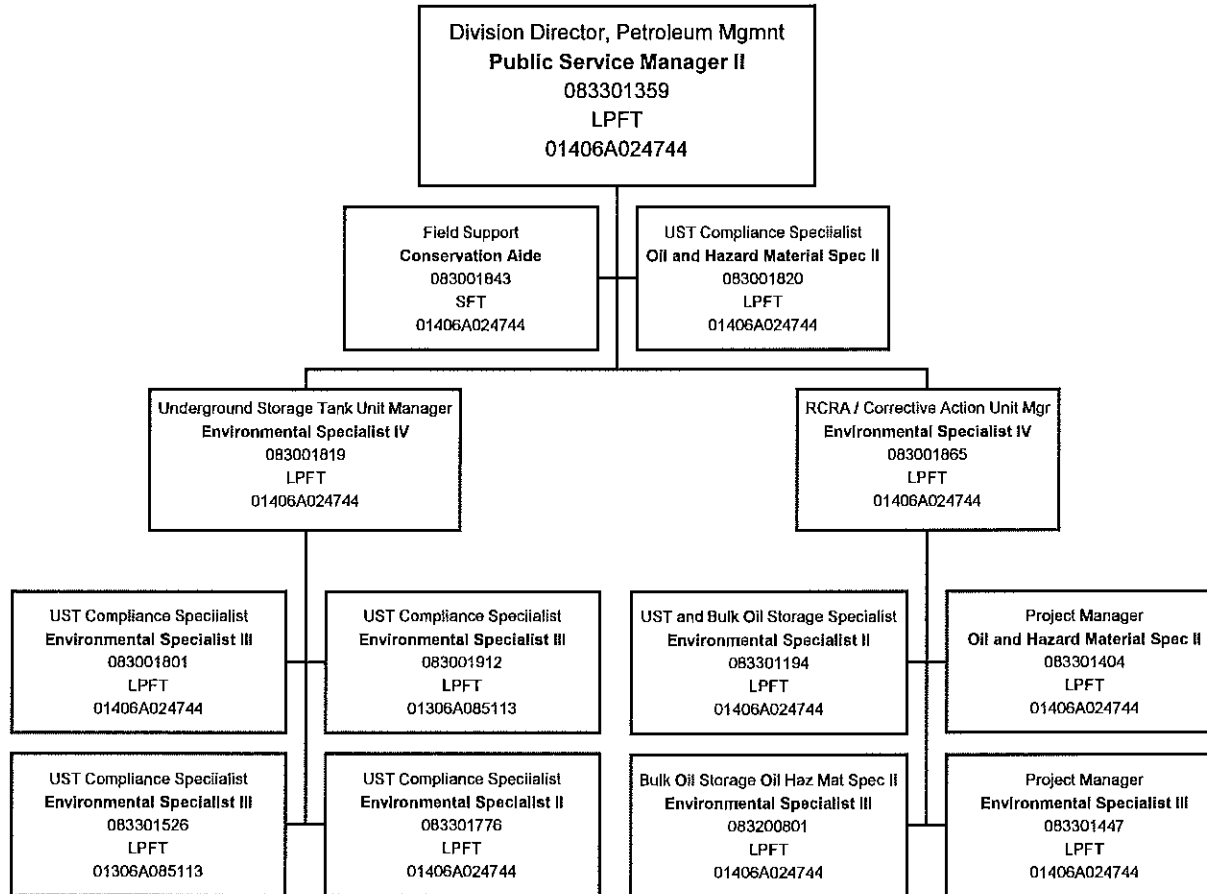 Division Director, Petroleum Mgmnt
Public Service Manager II
083301359
LPFT
01406A024744
Field Support
Conservation Aide
083001843
SFT
01406A024744
UST Compliance Speciialist
Oil and Hazard Material Spec II
083001820
LPFT
01406A024744
Underground Storage Tank Unit Manager
Environmental Specialist IV
083001819
LPFT
01406A024744
RCRA / Corrective Action Unit Mgr
Environmental Specialist IV
083001865
LPFT
01406A024744
UST Compliance Speciialist
Environmental Specialist III
083001801
LPFT
01406A024744
UST Compliance Speciialist
Environmental Specialist III
083001912
LPFT
01306A085113
UST and Bulk Oil Storage Specialist
Environmental Specialist II
083301194
LPFT
01406A024744
Project Manager
Oil and Hazard Material Spec II
083301404
LPFT
01406A024744
UST Compliance Speciialist
Environmental Specialist III
083301526
LPFT
01306A085113
UST Compliance Speciialist
Environmental Specialist II
083301776
LPFT
01406A024744
Bulk Oil Storage Oil Haz Mat Spec II
Environmental Specialist III
083200801
LPFT
01406A024744
Project Manager
Environmental Specialist III
083301447
LPFT
01406A024744